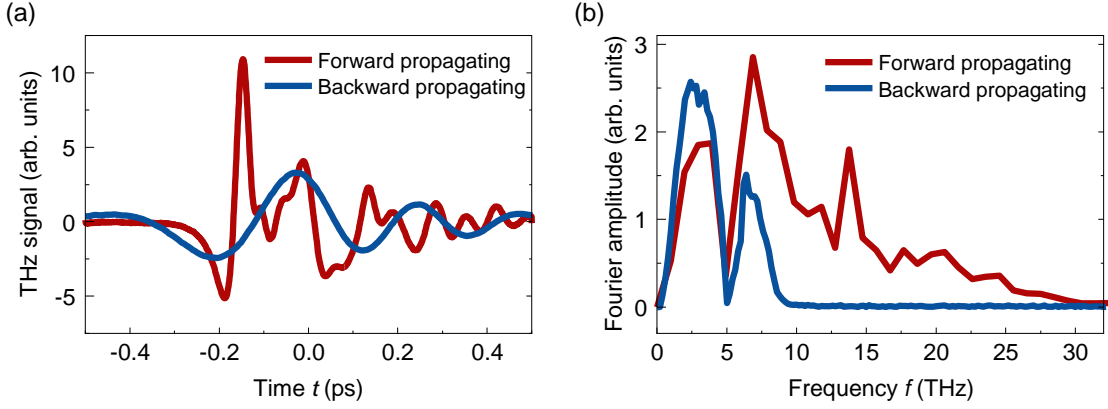 (a)
THz signal (arb. units)
10
5
0
-5
Forward propagating
Backward propagating
-0.4
-0.2
0.0
0.2
0.4
Time t (ps)
(b)
Fourier amplitude (arb. units)
3
2
1
0
Forward propagating
Backward propagating
0
5
10
15
20
25
30
Frequency f (THz)